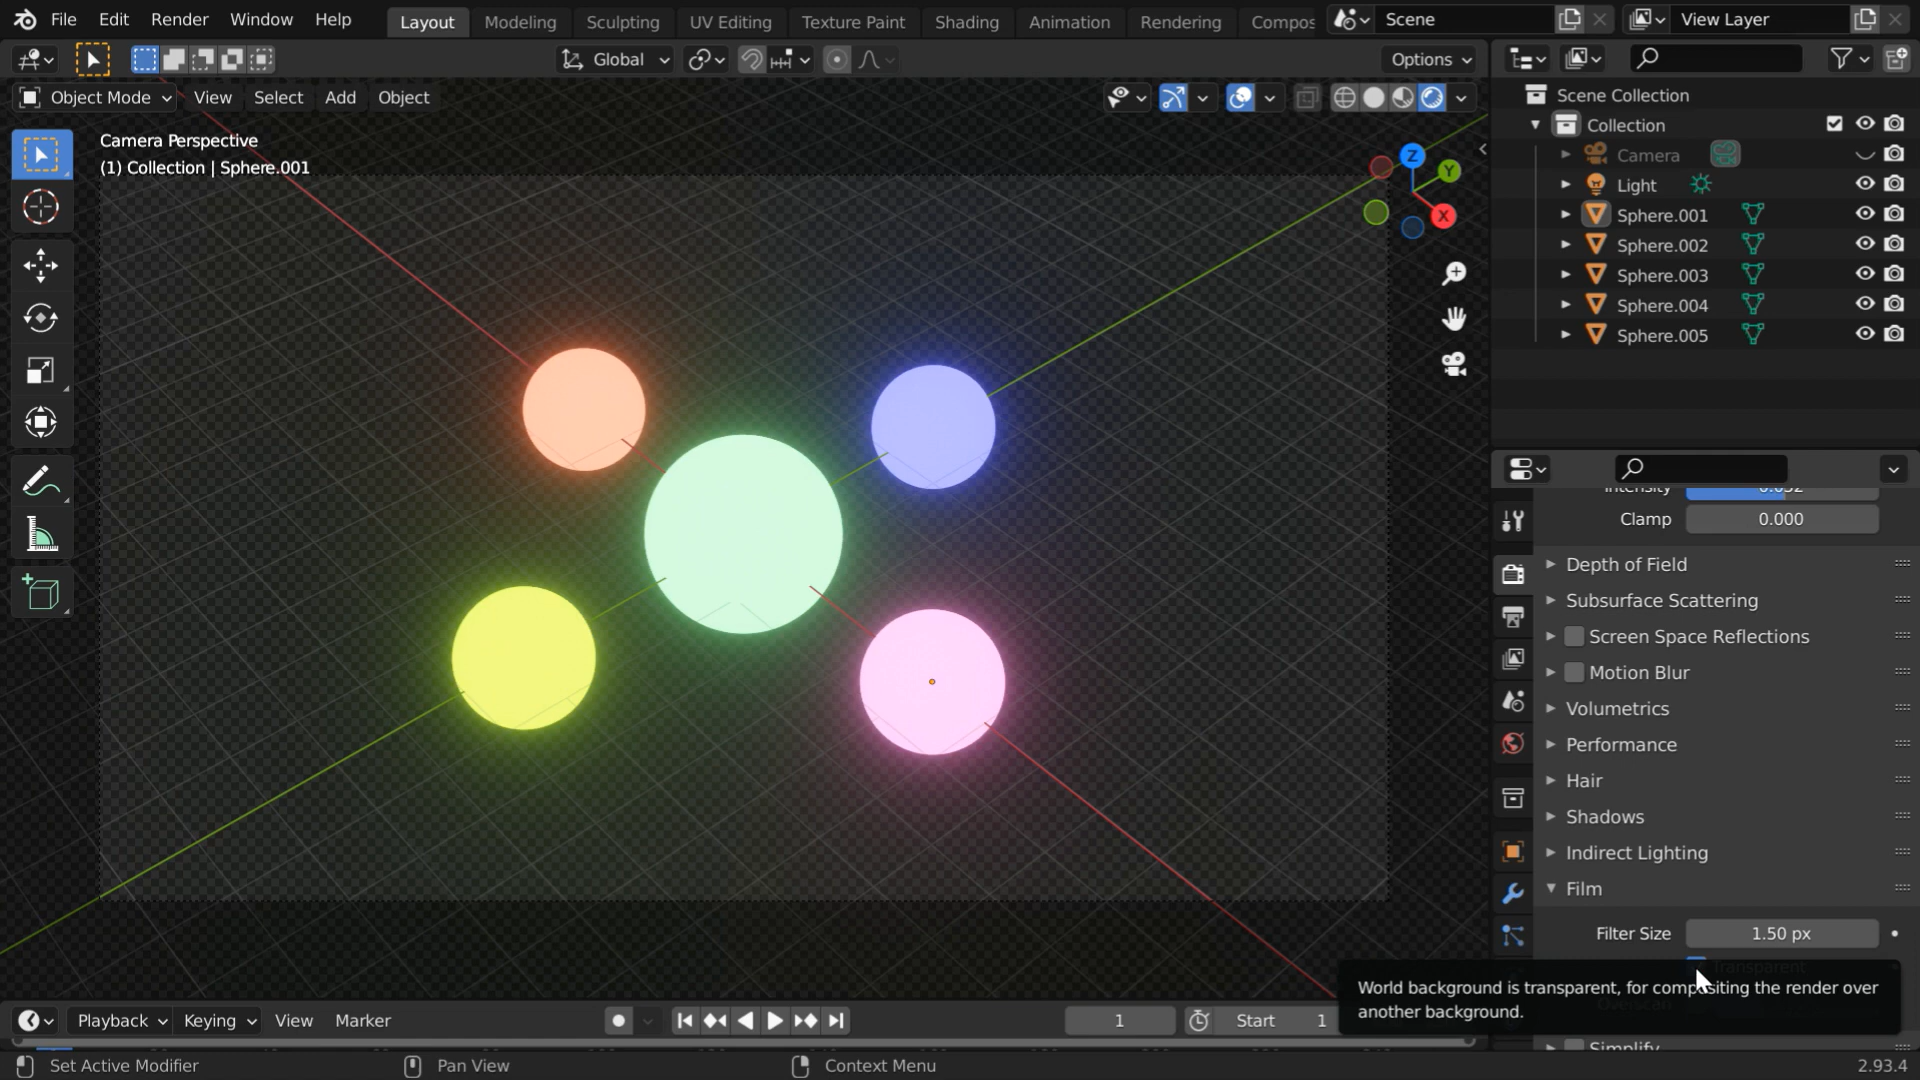 File Edit Render Window Help Layout Modeling Sculpting UV Editing Texture Paint Shading Animation Rendering Compos Scene View Layer
Global Options
Object Mode View Select Add Object
Camera Perspective
(1) Collection | Sphere.001
Z
Y
X
Scene Collection
Collection
Camera
Light
Sphere.001
Sphere.002
Sphere.003
Sphere.004
Sphere.005
Intensity 0.032
Clamp 0.000
Depth of Field
Subsurface Scattering
Screen Space Reflections
Motion Blur
Volumetrics
Performance
Hair
Shadows
Indirect Lighting
Film
Filter Size 1.50 px
Transparent
World background is transparent, for compositing the render over
another background.
Overscan
Simplify
Playback Keying View Marker 1 Start 1
Set Active Modifier Pan View Context Menu 2.93.4